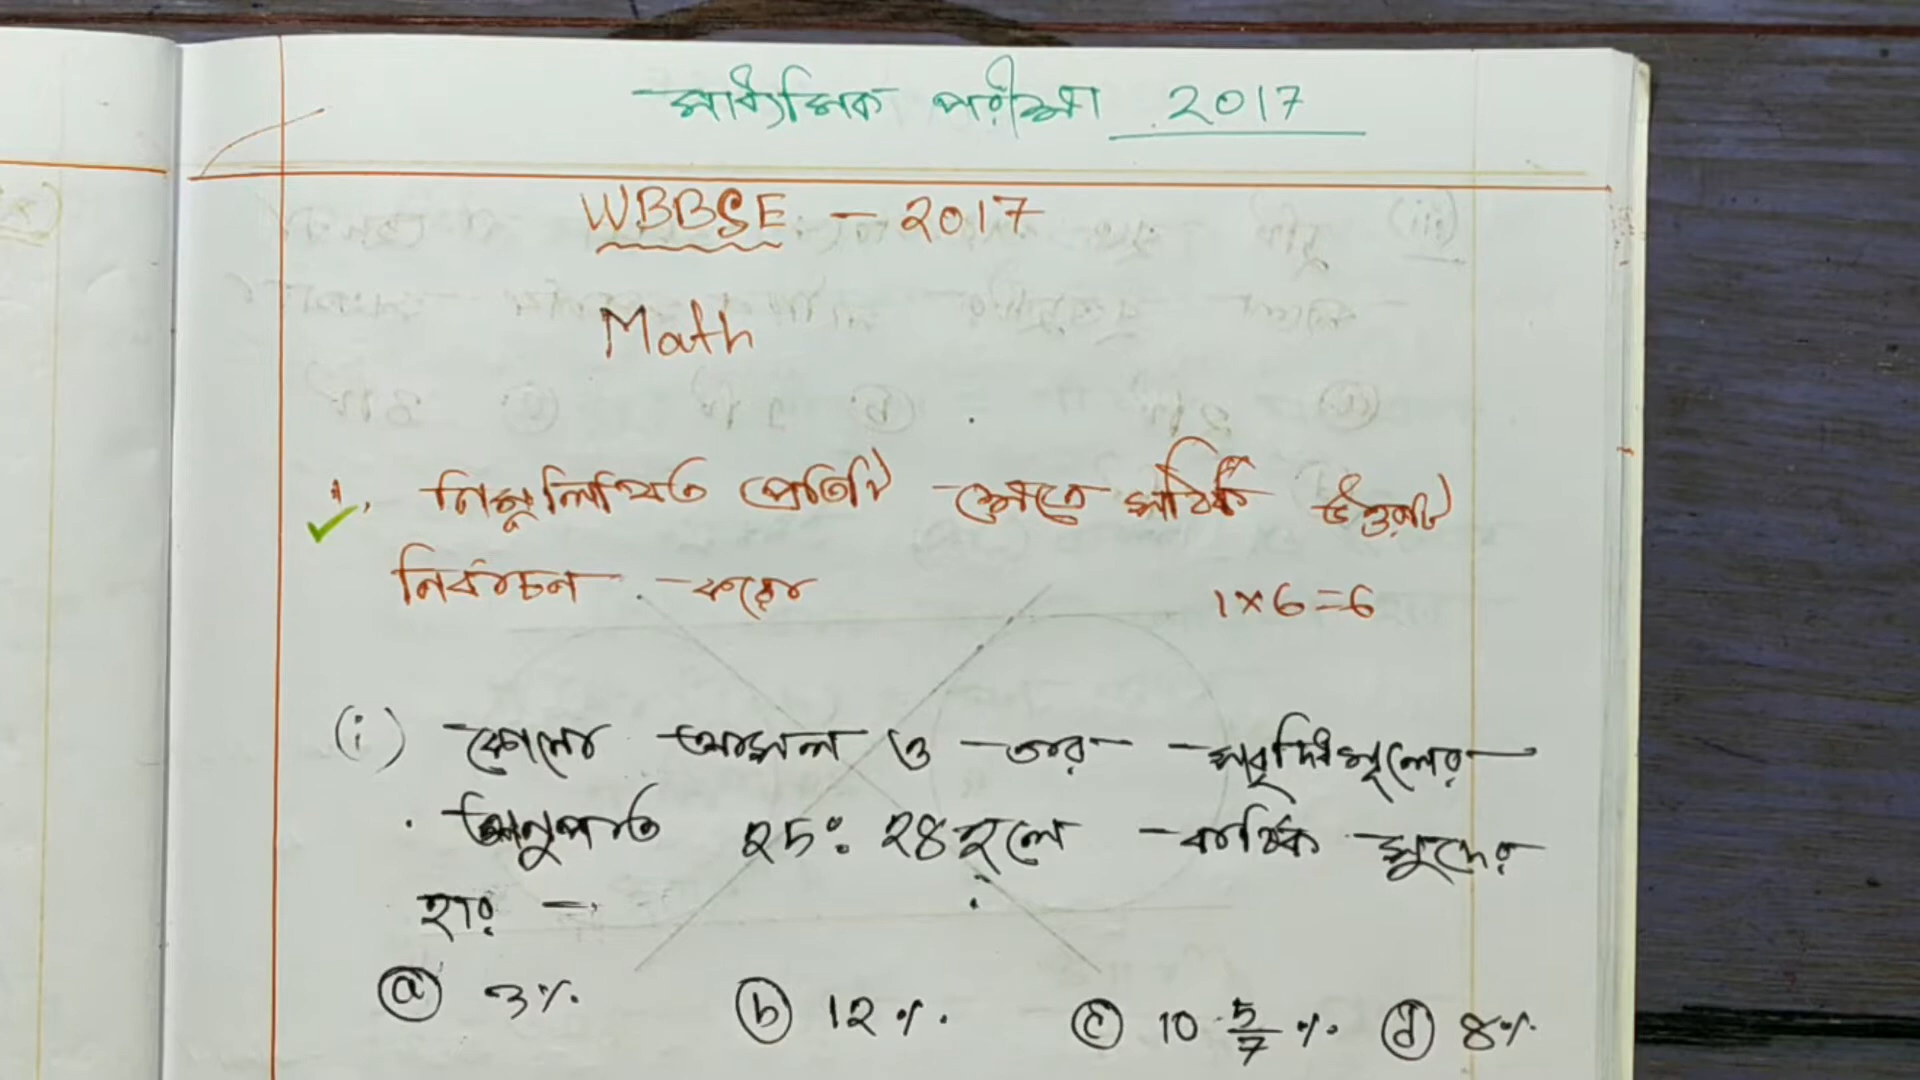 মাধ্যমিক পরীক্ষা 2017
WBBSE - 2017
Math
1. নিম্নলিখিত প্রতিটি ক্ষেত্রে সঠিক উত্তরটি
নির্বাচন করো 1×6=6
(i) কোনো আসল ও তার সবৃদ্ধিমূলের
অনুপাত 25:28 হলে বার্ষিক সুদের
হার —
ⓐ 3% ⓑ 12%. ⓒ 10 5/7 % ⓓ 8%